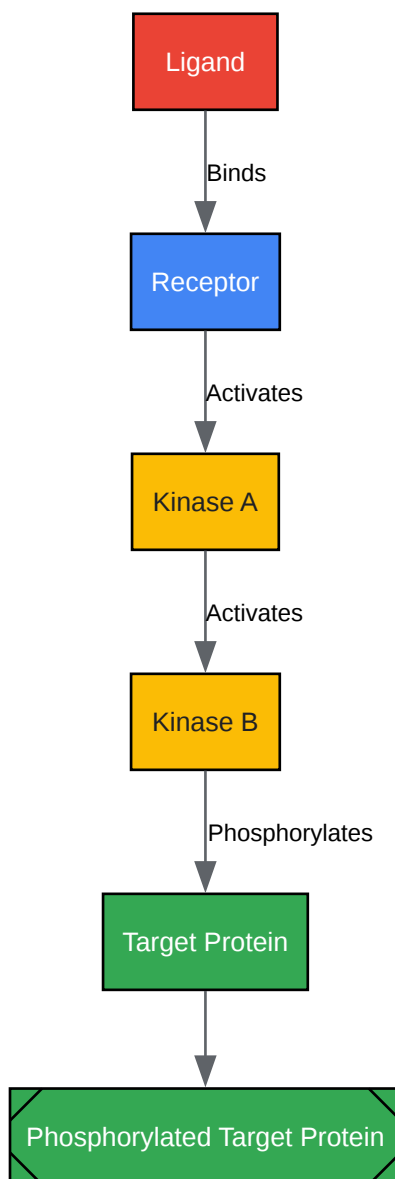 Ligand
Binds
Receptor
Activates
Kinase A
Activates
Kinase B
Phosphorylates
Target Protein
Phosphorylated Target Protein